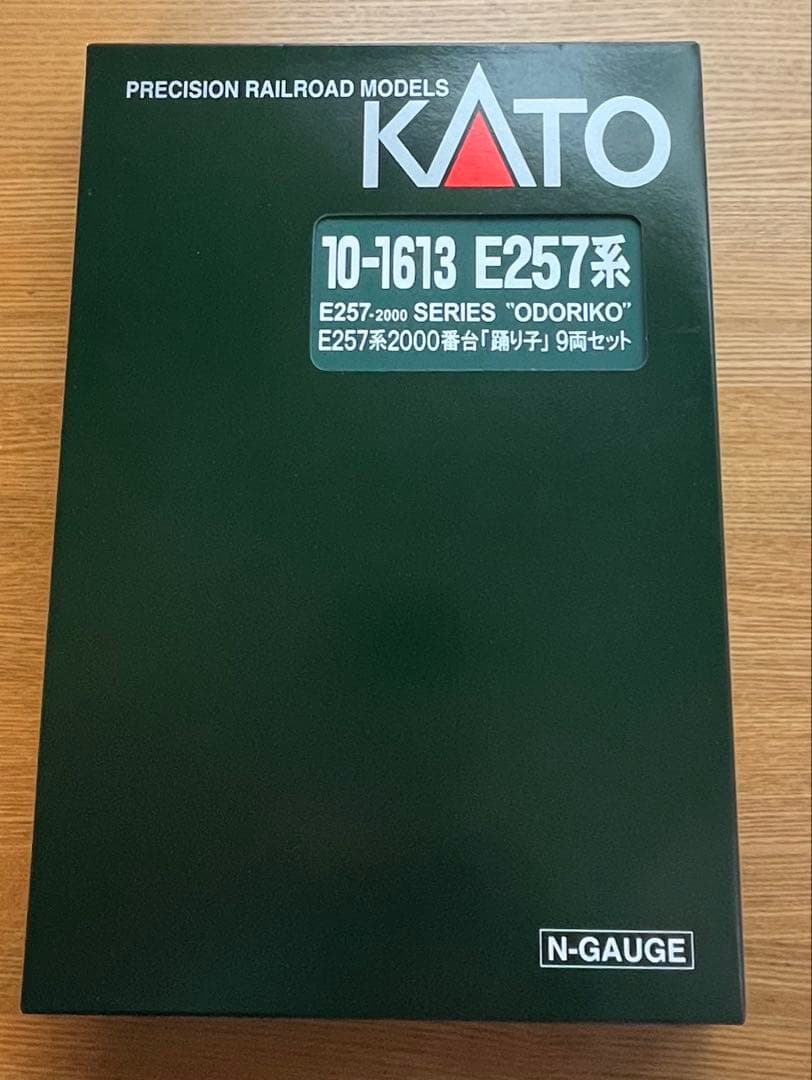 PRECISION RAILROAD MODELS
KATO
10-1613 E257系
E257-2000 SERIES "ODORIKO"
E257系2000番台「踊り子」 9両セット
N-GAUGE